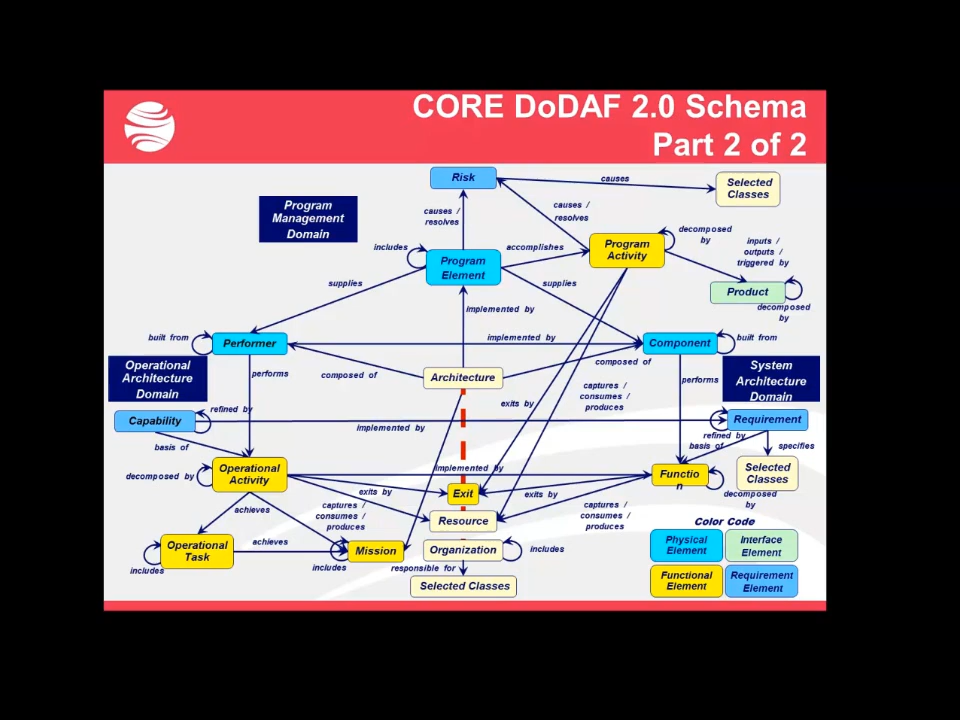 CORE DoDAF 2.0 Schema
Part 2 of 2
Risk
causes
Selected
Classes
Program
Management
Domain
causes /
resolves
causes /
resolves
decomposed
by
includes
accomplishes
Program
Activity
inputs /
outputs /
triggered by
Program
Element
supplies
supplies
Product
decomposed
by
implemented by
built from
Performer
implemented by
Component
built from
Operational
Architecture
Domain
performs
composed of
Architecture
composed of
performs
System
Architecture
Domain
captures /
consumes /
produces
exits by
refined by
Capability
implemented by
Requirement
refined by
basis of
basis of
specifies
decomposed by
Operational
Activity
implemented by
Functio
n
Selected
Classes
exits by
Exit
exits by
decomposed
by
achieves
captures /
consumes /
produces
Resource
captures /
consumes /
produces
Color Code
Operational
Task
achieves
Mission
Organization
includes
Physical
Element
Interface
Element
includes
includes
responsible for
Selected Classes
Functional
Element
Requirement
Element